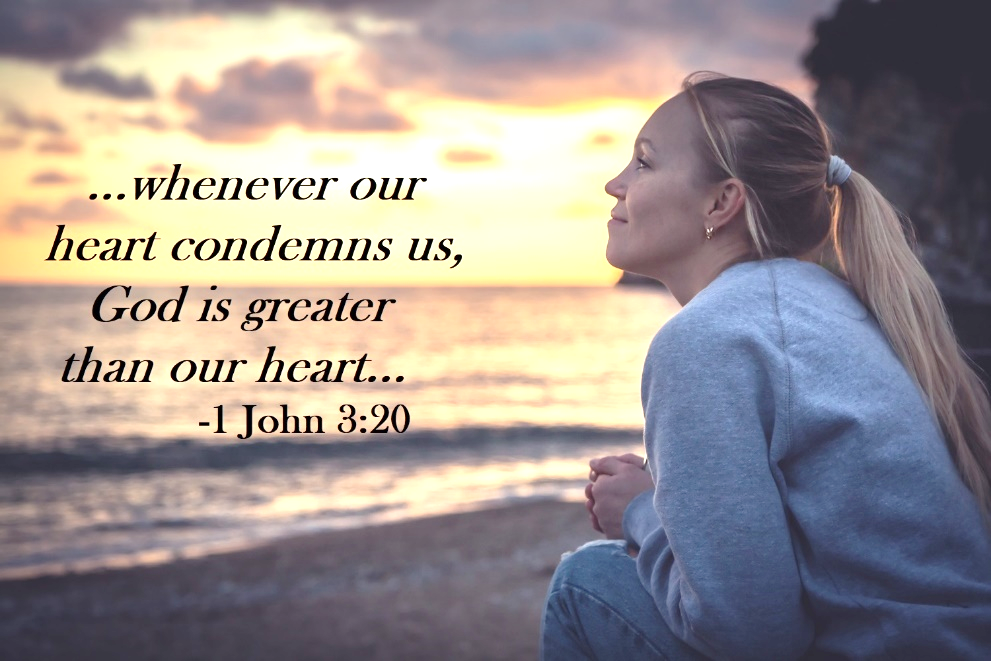 ...whenever our
heart condemns us,
God is greater
than our heart...
-1 John 3:20